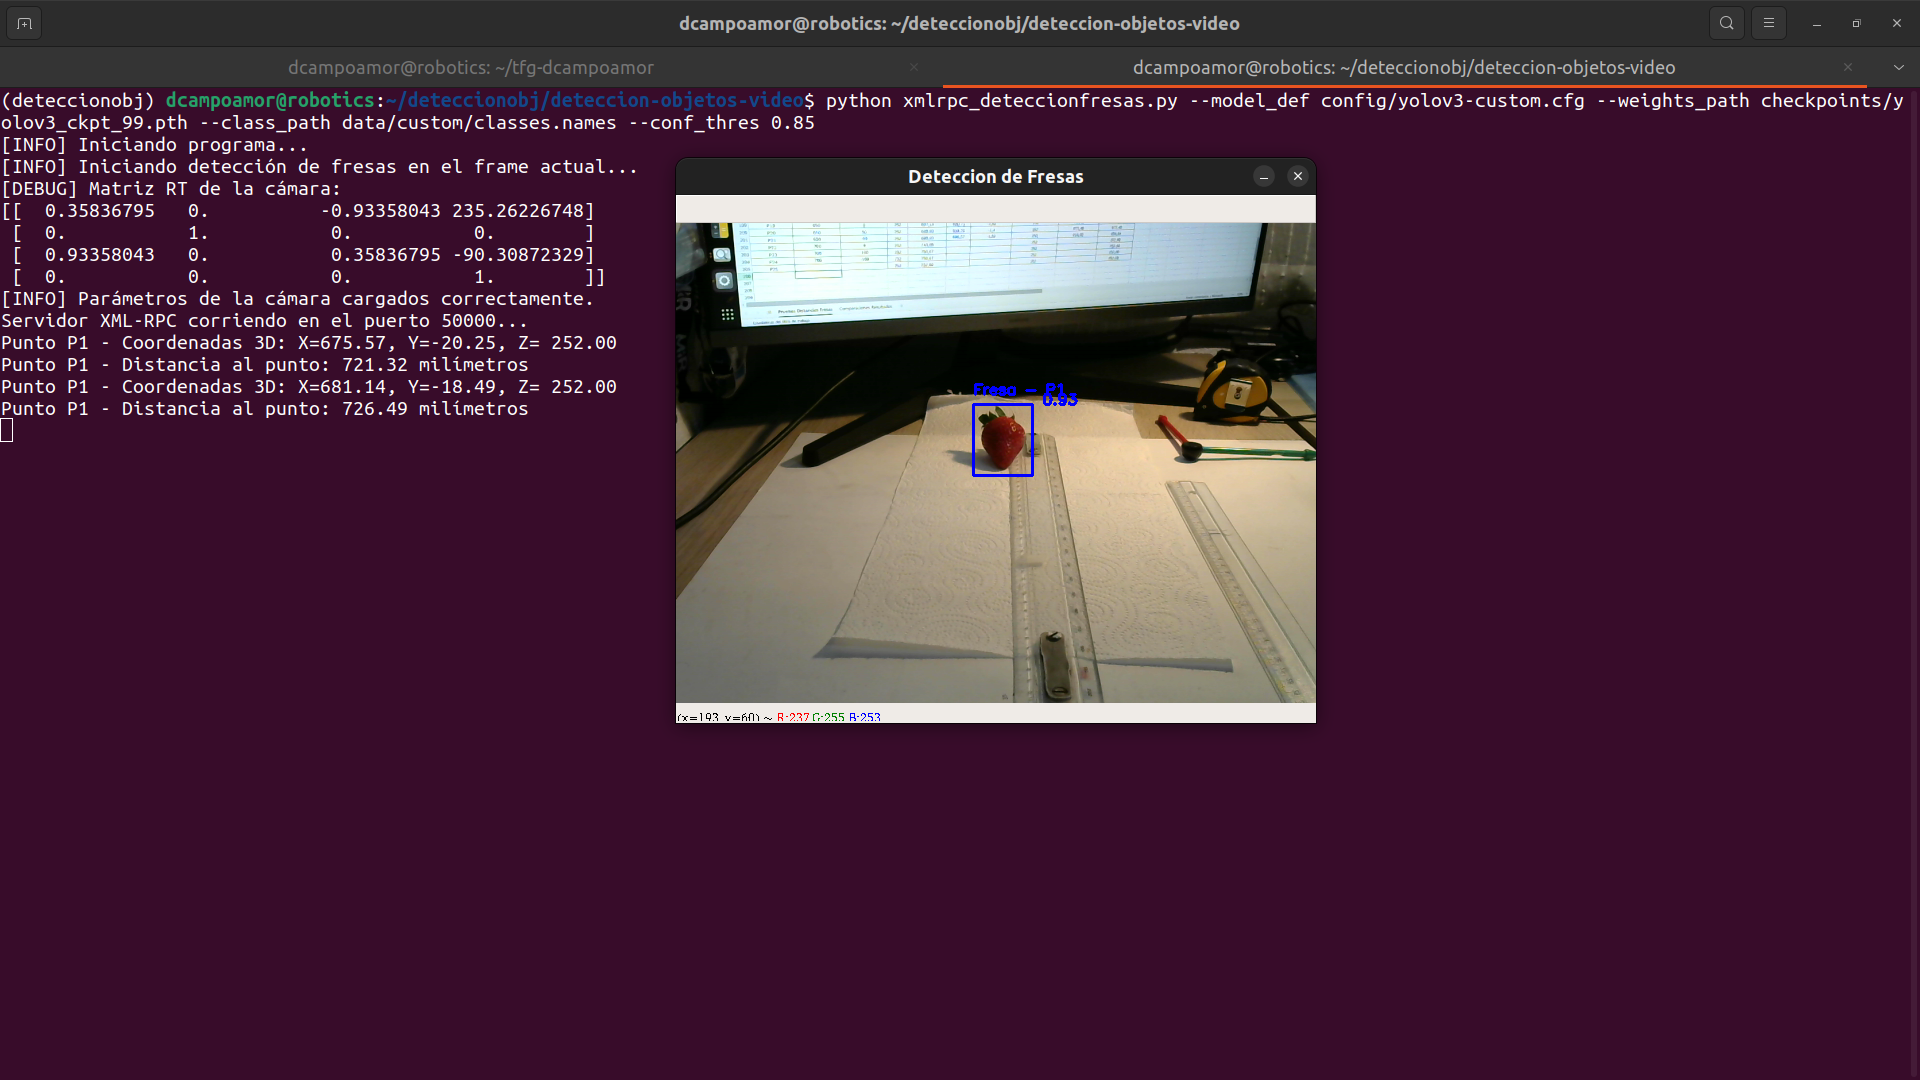 dcampoamor@robotics: ~/deteccionobj/deteccion-objetos-video
dcampoamor@robotics: ~/tfg-dcampoamor
dcampoamor@robotics: ~/deteccionobj/deteccion-objetos-video
(deteccionobj) dcampoamor@robotics:~/deteccionobj/deteccion-objetos-video$ python xmlrpc_deteccionfresas.py --model_def config/yolov3-custom.cfg --weights_path checkpoints/y
olov3_ckpt_99.pth --class_path data/custom/classes.names --conf_thres 0.85
[INFO] Iniciando programa...
[INFO] Iniciando detección de fresas en el frame actual...
[DEBUG] Matriz RT de la cámara:
[[  0.35836795   0.          -0.93358043 235.26226748]
 [  0.           1.           0.           0.        ]
 [  0.93358043   0.           0.35836795 -90.30872329]
 [  0.           0.           0.           1.        ]]
[INFO] Parámetros de la cámara cargados correctamente.
Servidor XML-RPC corriendo en el puerto 50000...
Punto P1 - Coordenadas 3D: X=675.57, Y=-20.25, Z= 252.00
Punto P1 - Distancia al punto: 721.32 milímetros
Punto P1 - Coordenadas 3D: X=681.14, Y=-18.49, Z= 252.00
Punto P1 - Distancia al punto: 726.49 milímetros
Deteccion de Fresas
Fresa - P1
0.93
(x=193, y=60) ~ R:237 G:255 B:253